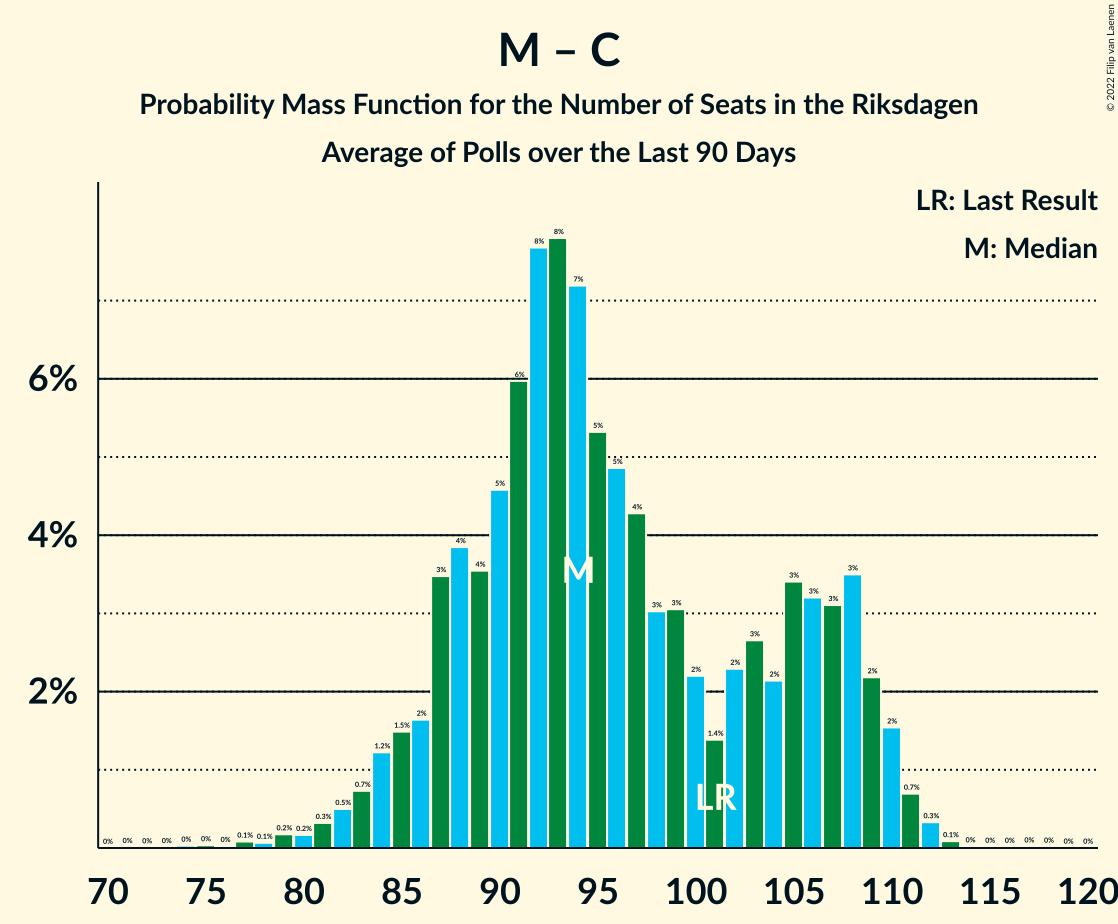 M – C
Probability Mass Function for the Number of Seats in the Riksdagen
Average of Polls over the Last 90 Days
© 2022 Filip van Laenen
LR: Last Result
M: Median
6%
4%
2%
0% 0% 0% 0% 0% 0% 0% 0.1% 0.1% 0.2% 0.2% 0.3% 0.5% 0.7% 1.2% 1.5% 2% 3% 4% 4% 5% 6% 8% 8% 7% 5% 5% 4% 3% 3% 2% 1.4% 2% 3% 2% 3% 3% 3% 3% 2% 2% 0.7% 0.3% 0.1% 0% 0% 0% 0% 0% 0% 0%
M
LR
70 75 80 85 90 95 100 105 110 115 120